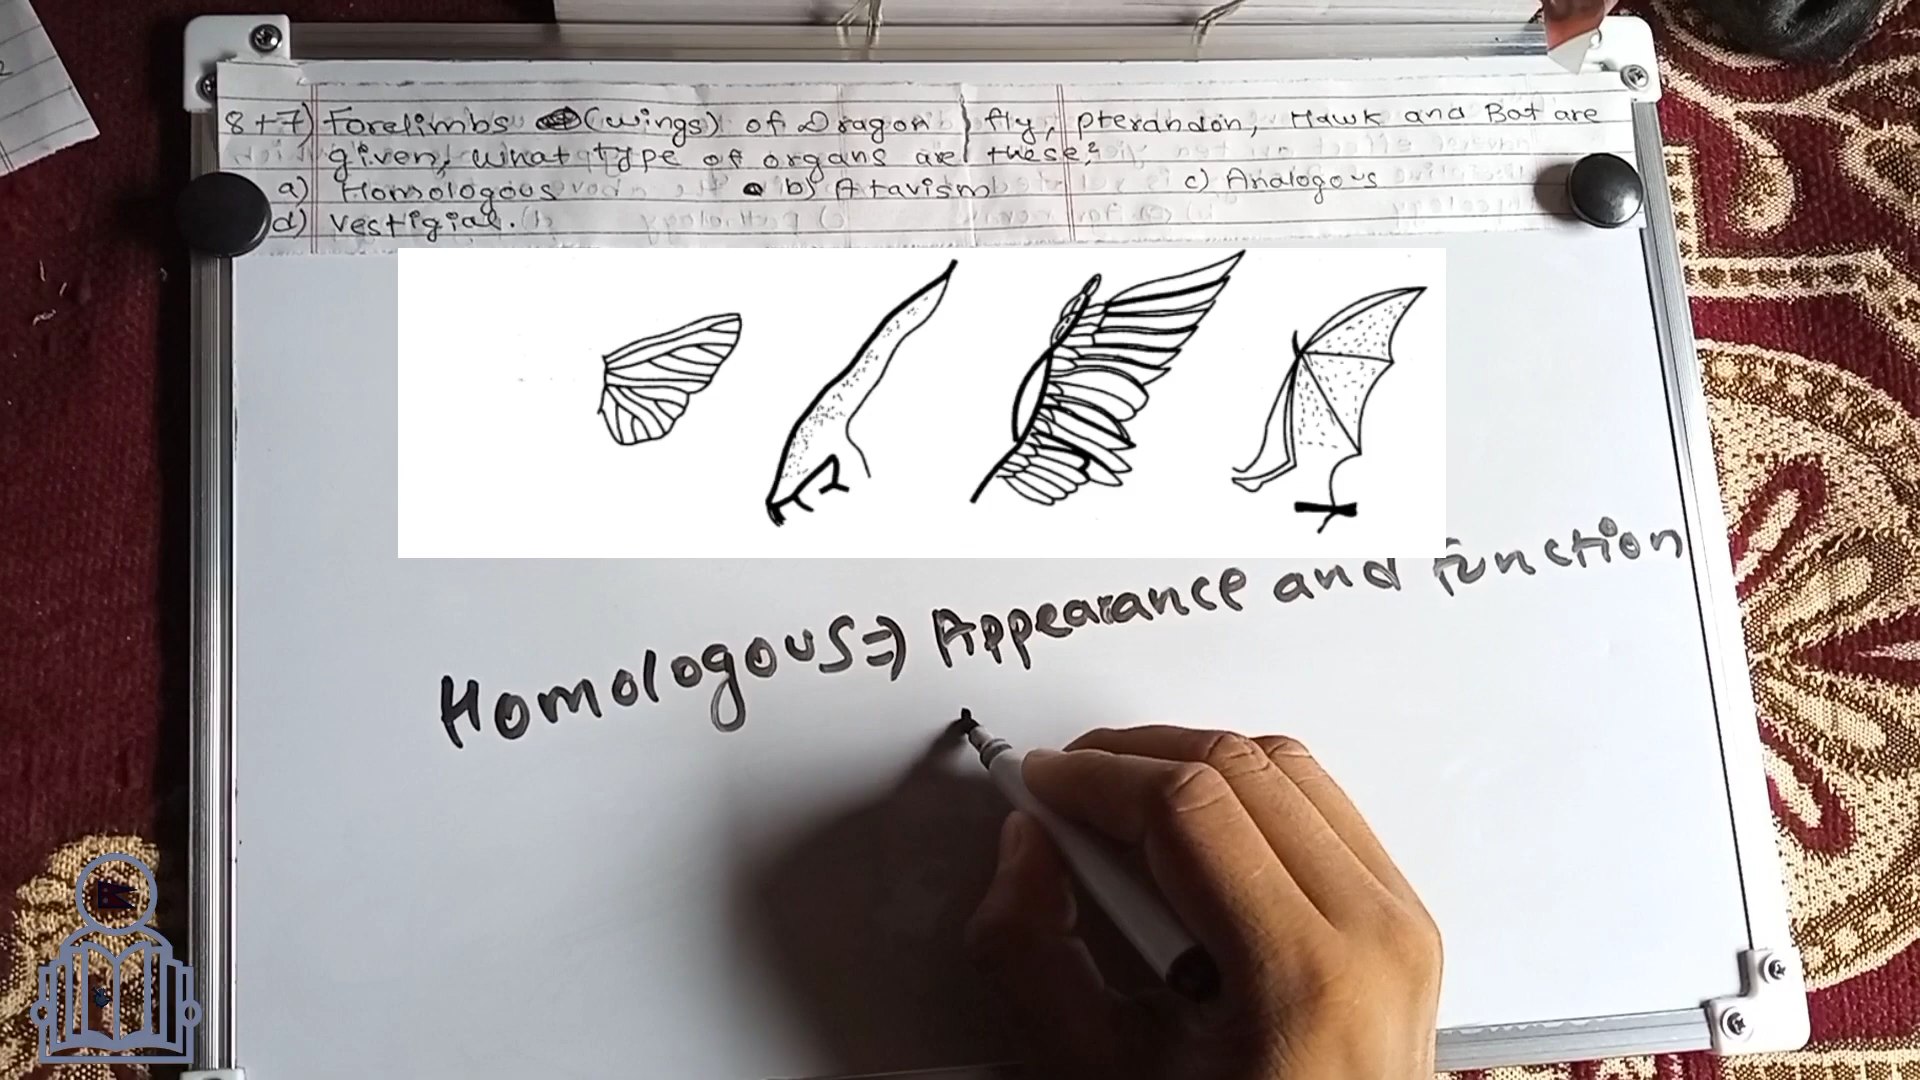 8+7) Forelimbs (wings) of Dragon fly, pterandon, Hawk and Bat are
given, what type of organs are these?
a) Homologous b) Atavism c) Analogous
d) vestigial.
Homologous => Appearance and function